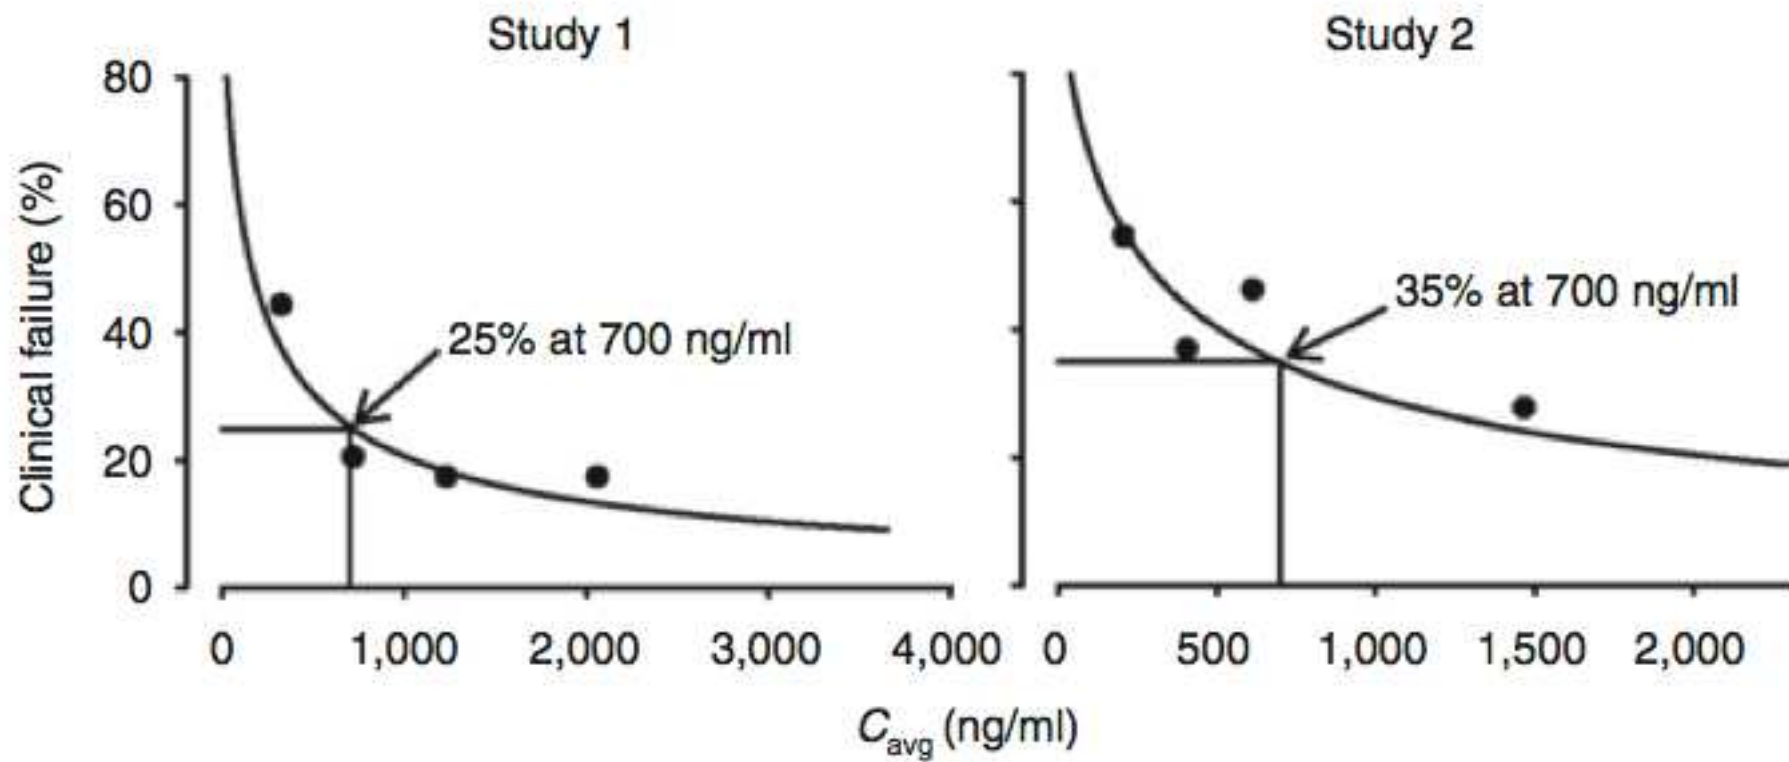 Study 1
Study 2
Clinical failure (%)
80
60
40
20
0
25% at 700 ng/ml
35% at 700 ng/ml
0 1,000 2,000 3,000 4,000
0 500 1,000 1,500 2,000
Cavg (ng/ml)